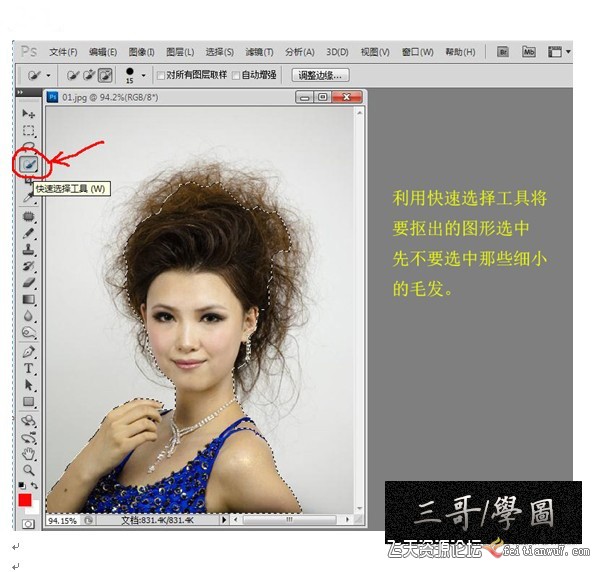 Ps 文件(F) 编辑(E) 图像(I) 图层(L) 选择(S) 滤镜(T) 分析(A) 3D(D) 视图(V) 窗口(W) 帮助(H) Br Mb
15 对所有图层取样 自动增强 调整边缘...
Ps 01.jpg @ 94.2%(RGB/8*)
快速选择工具 (W)
利用快速选择工具将
要抠出的图形选中
先不要选中那些细小
的毛发。
T
94.15% 文档:831.4K/831.4K
三哥/學圖
飞天资源论坛 feitianwu7.com